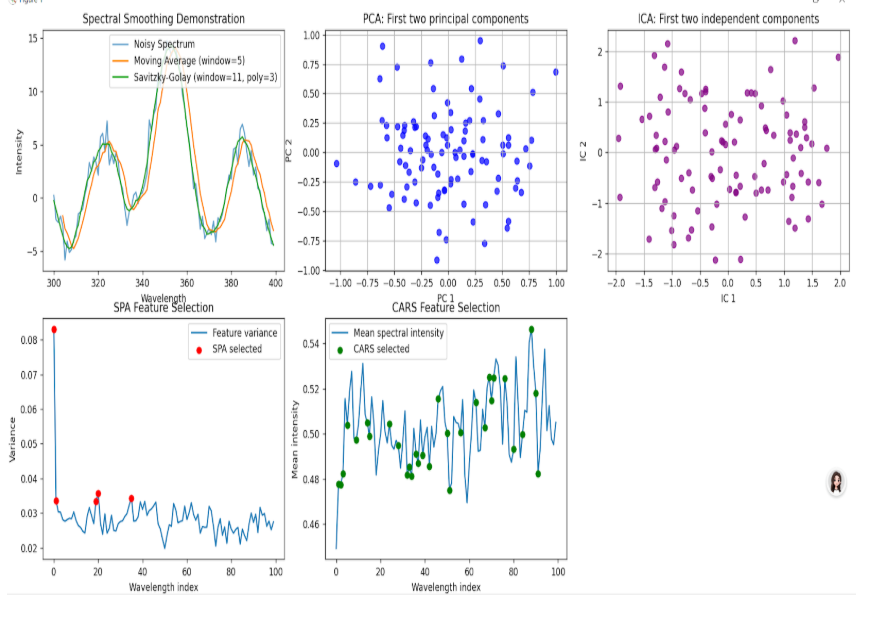 Spectral Smoothing Demonstration
15
10
5
0
−5
Intensity
Noisy Spectrum
Moving Average (window=5)
Savitzky-Golay (window=11, poly=3)
300 320 340 360 380 400
Wavelength
PCA: First two principal components
1.00
0.75
0.50
0.25
0.00
−0.25
−0.50
−0.75
−1.00
PC 2
−1.00 −0.75 −0.50 −0.25 0.00 0.25 0.50 0.75 1.00
PC 1
ICA: First two independent components
2
1
0
−1
−2
IC 2
−2.0 −1.5 −1.0 −0.5 0.0 0.5 1.0 1.5 2.0
IC 1
SPA Feature Selection
0.08
0.07
0.06
0.05
0.04
0.03
0.02
Variance
Feature variance
SPA selected
0 20 40 60 80 100
Wavelength index
CARS Feature Selection
0.54
0.52
0.50
0.48
0.46
Mean intensity
Mean spectral intensity
CARS selected
0 20 40 60 80 100
Wavelength index